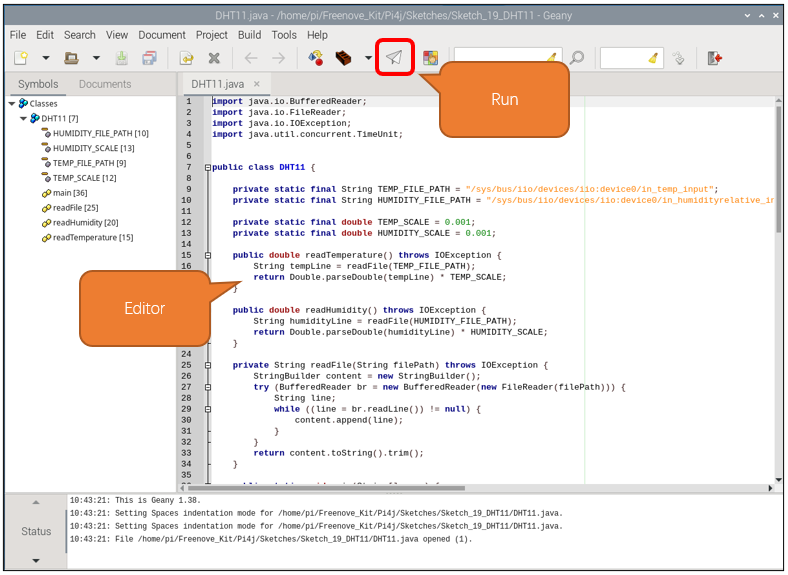 DHT11.java - /home/pi/Freenove_Kit/Pi4j/Sketches/Sketch_19_DHT11 - Geany
File Edit Search View Document Project Build Tools Help
Run
Symbols Documents
Classes
DHT11 [7]
HUMIDITY_FILE_PATH [10]
HUMIDITY_SCALE [13]
TEMP_FILE_PATH [9]
TEMP_SCALE [12]
main [36]
readFile [25]
readHumidity [20]
readTemperature [15]
DHT11.java ×
1 import java.io.BufferedReader;
2 import java.io.FileReader;
3 import java.io.IOException;
4 import java.util.concurrent.TimeUnit;
5
6
7 public class DHT11 {
8
9 private static final String TEMP_FILE_PATH = "/sys/bus/iio/devices/iio:device0/in_temp_input";
10 private static final String HUMIDITY_FILE_PATH = "/sys/bus/iio/devices/iio:device0/in_humidityrelative_in
11
12 private static final double TEMP_SCALE = 0.001;
13 private static final double HUMIDITY_SCALE = 0.001;
14
15 public double readTemperature() throws IOException {
16 String tempLine = readFile(TEMP_FILE_PATH);
return Double.parseDouble(tempLine) * TEMP_SCALE;
}
public double readHumidity() throws IOException {
String humidityLine = readFile(HUMIDITY_FILE_PATH);
return Double.parseDouble(humidityLine) * HUMIDITY_SCALE;
}
24
25 private String readFile(String filePath) throws IOException {
26 StringBuilder content = new StringBuilder();
27 try (BufferedReader br = new BufferedReader(new FileReader(filePath))) {
28 String line;
29 while ((line = br.readLine()) != null) {
30 content.append(line);
31 }
32 }
33 return content.toString().trim();
34 }
35
Editor
Status
10:43:21: This is Geany 1.38.
10:43:21: Setting Spaces indentation mode for /home/pi/Freenove_Kit/Pi4j/Sketches/Sketch_19_DHT11/DHT11.java.
10:43:21: Setting Spaces indentation mode for /home/pi/Freenove_Kit/Pi4j/Sketches/Sketch_19_DHT11/DHT11.java.
10:43:21: File /home/pi/Freenove_Kit/Pi4j/Sketches/Sketch_19_DHT11/DHT11.java opened (1).